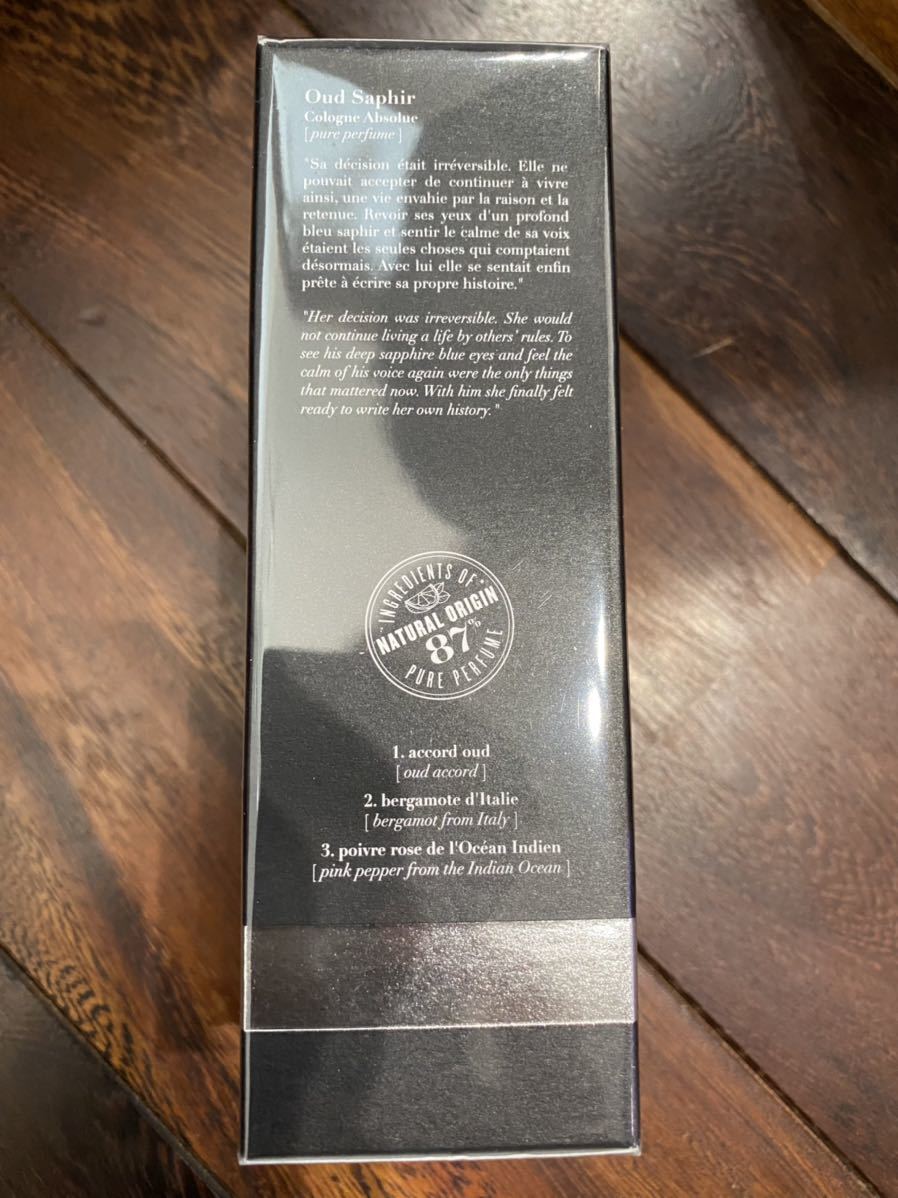 Oud Saphir
Cologne Absolue
[ pure perfume ]
"Sa décision était irréversible. Elle ne
pouvait accepter de continuer à vivre
ainsi, une vie envahie par la raison et la
retenue. Revoir ses yeux d'un profond
bleu saphir et sentir le calme de sa voix
étaient les seules choses qui comptaient
désormais. Avec lui elle se sentait enfin
prête à écrire sa propre histoire."
"Her decision was irreversible. She would
not continue living a life by others' rules. To
see his deep sapphire blue eyes and feel the
calm of his voice again were the only things
that mattered now. With him she finally felt
ready to write her own history."
INGREDIENTS OF
NATURAL ORIGIN
87%
PURE PERFUME
1. accord oud
[ oud accord ]
2. bergamote d'Italie
[ bergamot from Italy ]
3. poivre rose de l'Océan Indien
[ pink pepper from the Indian Ocean ]